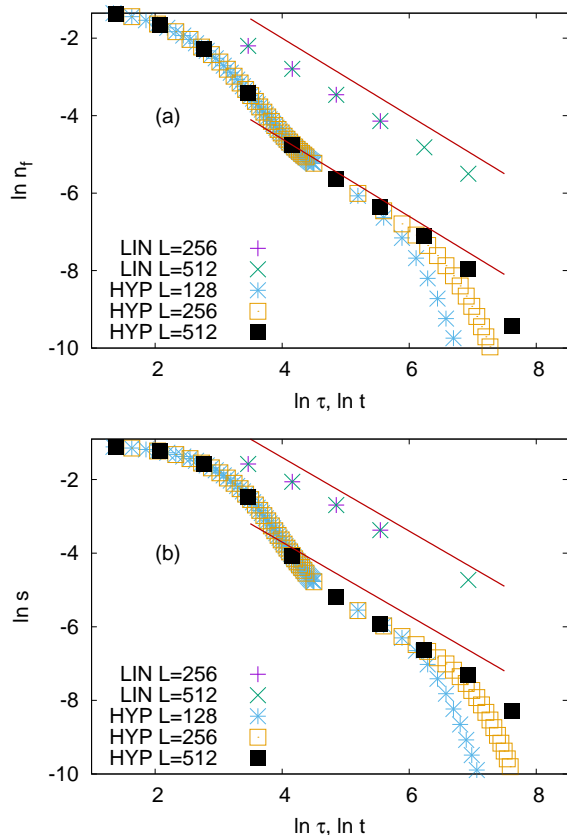 -2
-4
-6
-8
-10
ln n_f
(a)
LIN L=256
LIN L=512
HYP L=128
HYP L=256
HYP L=512
2 4 6 8
ln τ, ln t
-2
-4
-6
-8
-10
ln s
(b)
LIN L=256
LIN L=512
HYP L=128
HYP L=256
HYP L=512
2 4 6 8
ln τ, ln t